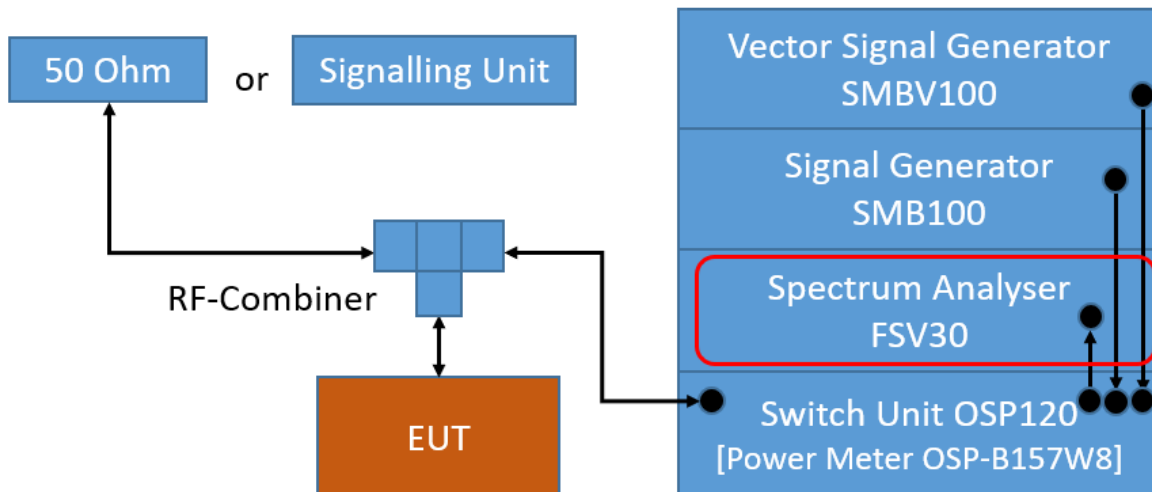 50 Ohm
or
Signalling Unit
Vector Signal Generator
SMBV100
Signal Generator
SMB100
Spectrum Analyser
FSV30
RF-Combiner
EUT
Switch Unit OSP120
[Power Meter OSP-B157W8]